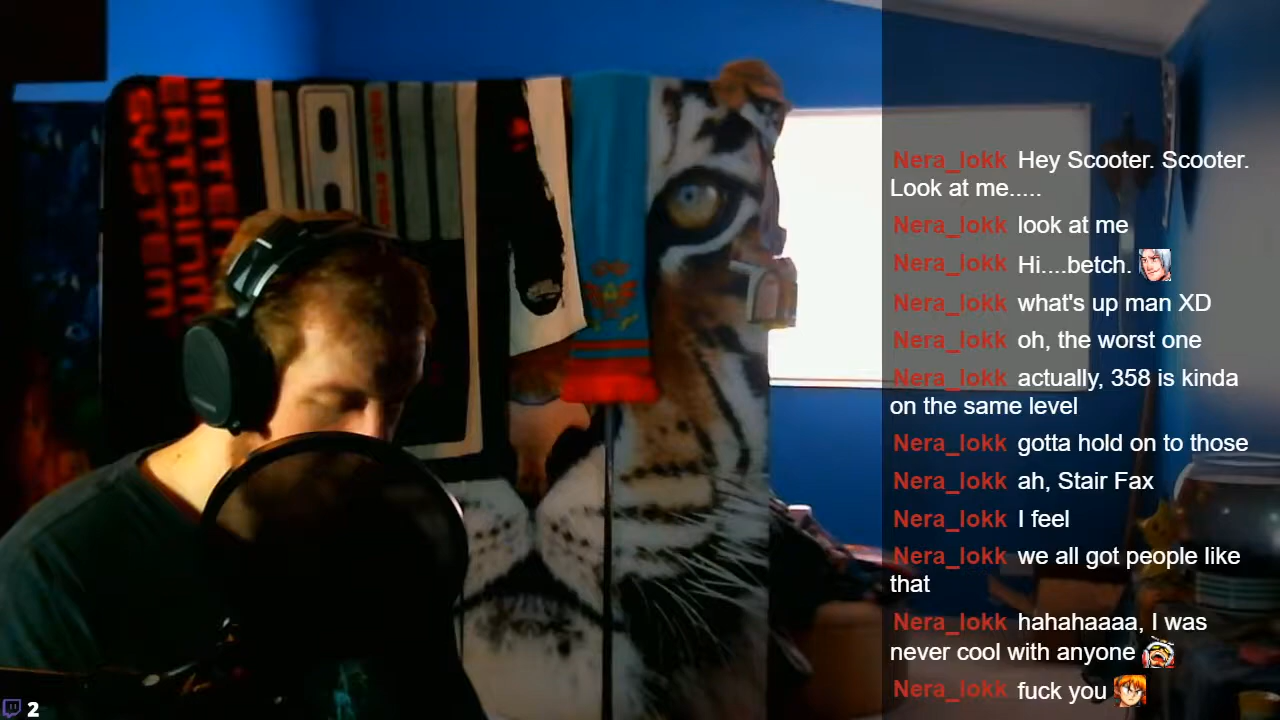 Nera_lokk Hey Scooter. Scooter.
Look at me.....
Nera_lokk look at me
Nera_lokk Hi....betch.
Nera_lokk what's up man XD
Nera_lokk oh, the worst one
Nera_lokk actually, 358 is kinda
on the same level
Nera_lokk gotta hold on to those
Nera_lokk ah, Stair Fax
Nera_lokk I feel
Nera_lokk we all got people like
that
Nera_lokk hahahaaaa, I was
never cool with anyone
Nera_lokk fuck you
2